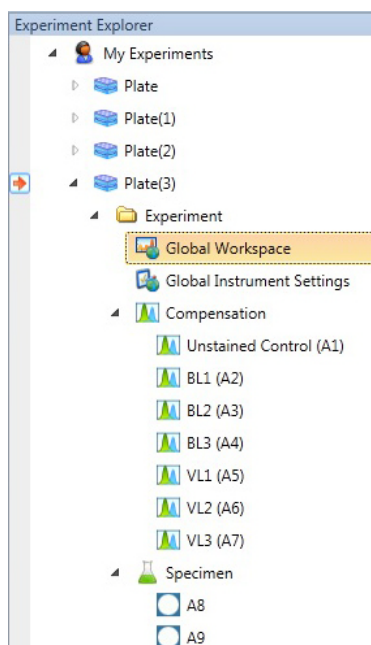 Experiment Explorer
My Experiments
Plate
Plate(1)
Plate(2)
Plate(3)
Experiment
Global Workspace
Global Instrument Settings
Compensation
Unstained Control (A1)
BL1 (A2)
BL2 (A3)
BL3 (A4)
VL1 (A5)
VL2 (A6)
VL3 (A7)
Specimen
A8
A9